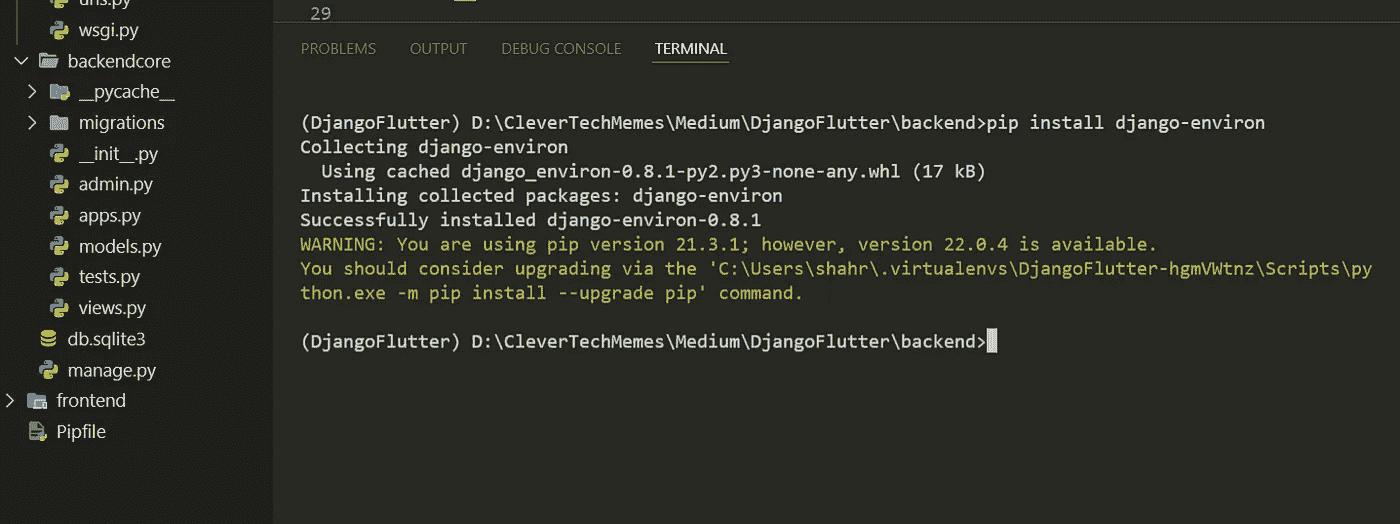 wsgi.py
backendcore
__pycache__
migrations
__init__.py
admin.py
apps.py
models.py
tests.py
views.py
db.sqlite3
manage.py
frontend
Pipfile
29
PROBLEMS OUTPUT DEBUG CONSOLE TERMINAL
(DjangoFlutter) D:\CleverTechMemes\Medium\DjangoFlutter\backend>pip install django-environ
Collecting django-environ
Using cached django_environ-0.8.1-py2.py3-none-any.whl (17 kB)
Installing collected packages: django-environ
Successfully installed django-environ-0.8.1
WARNING: You are using pip version 21.3.1; however, version 22.0.4 is available.
You should consider upgrading via the 'C:\Users\shahr\.virtualenvs\DjangoFlutter-hgmVWtnz\Scripts\py
thon.exe -m pip install --upgrade pip' command.
(DjangoFlutter) D:\CleverTechMemes\Medium\DjangoFlutter\backend>